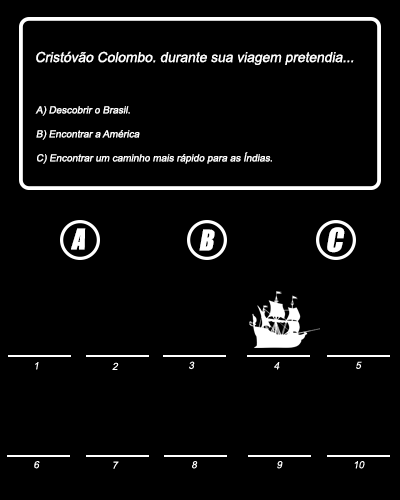 Cristóvão Colombo. durante sua viagem pretendia...
A) Descobrir o Brasil.
B) Encontrar a América
C) Encontrar um caminho mais rápido para as Índias.
A B C
1 2 3 4 5
6 7 8 9 10